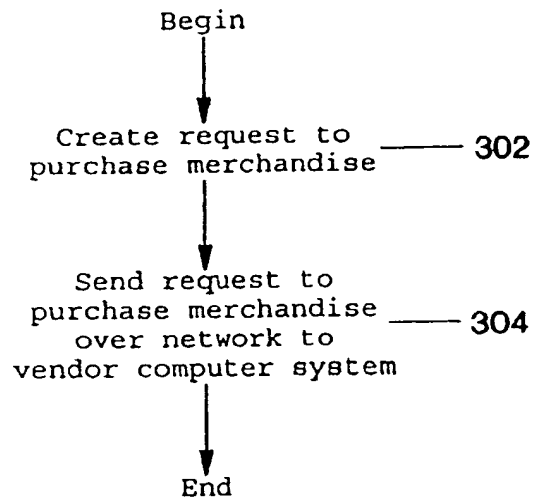 Begin
Create request to
purchase merchandise
302
Send request to
purchase merchandise
over network to
vendor computer system
304
End